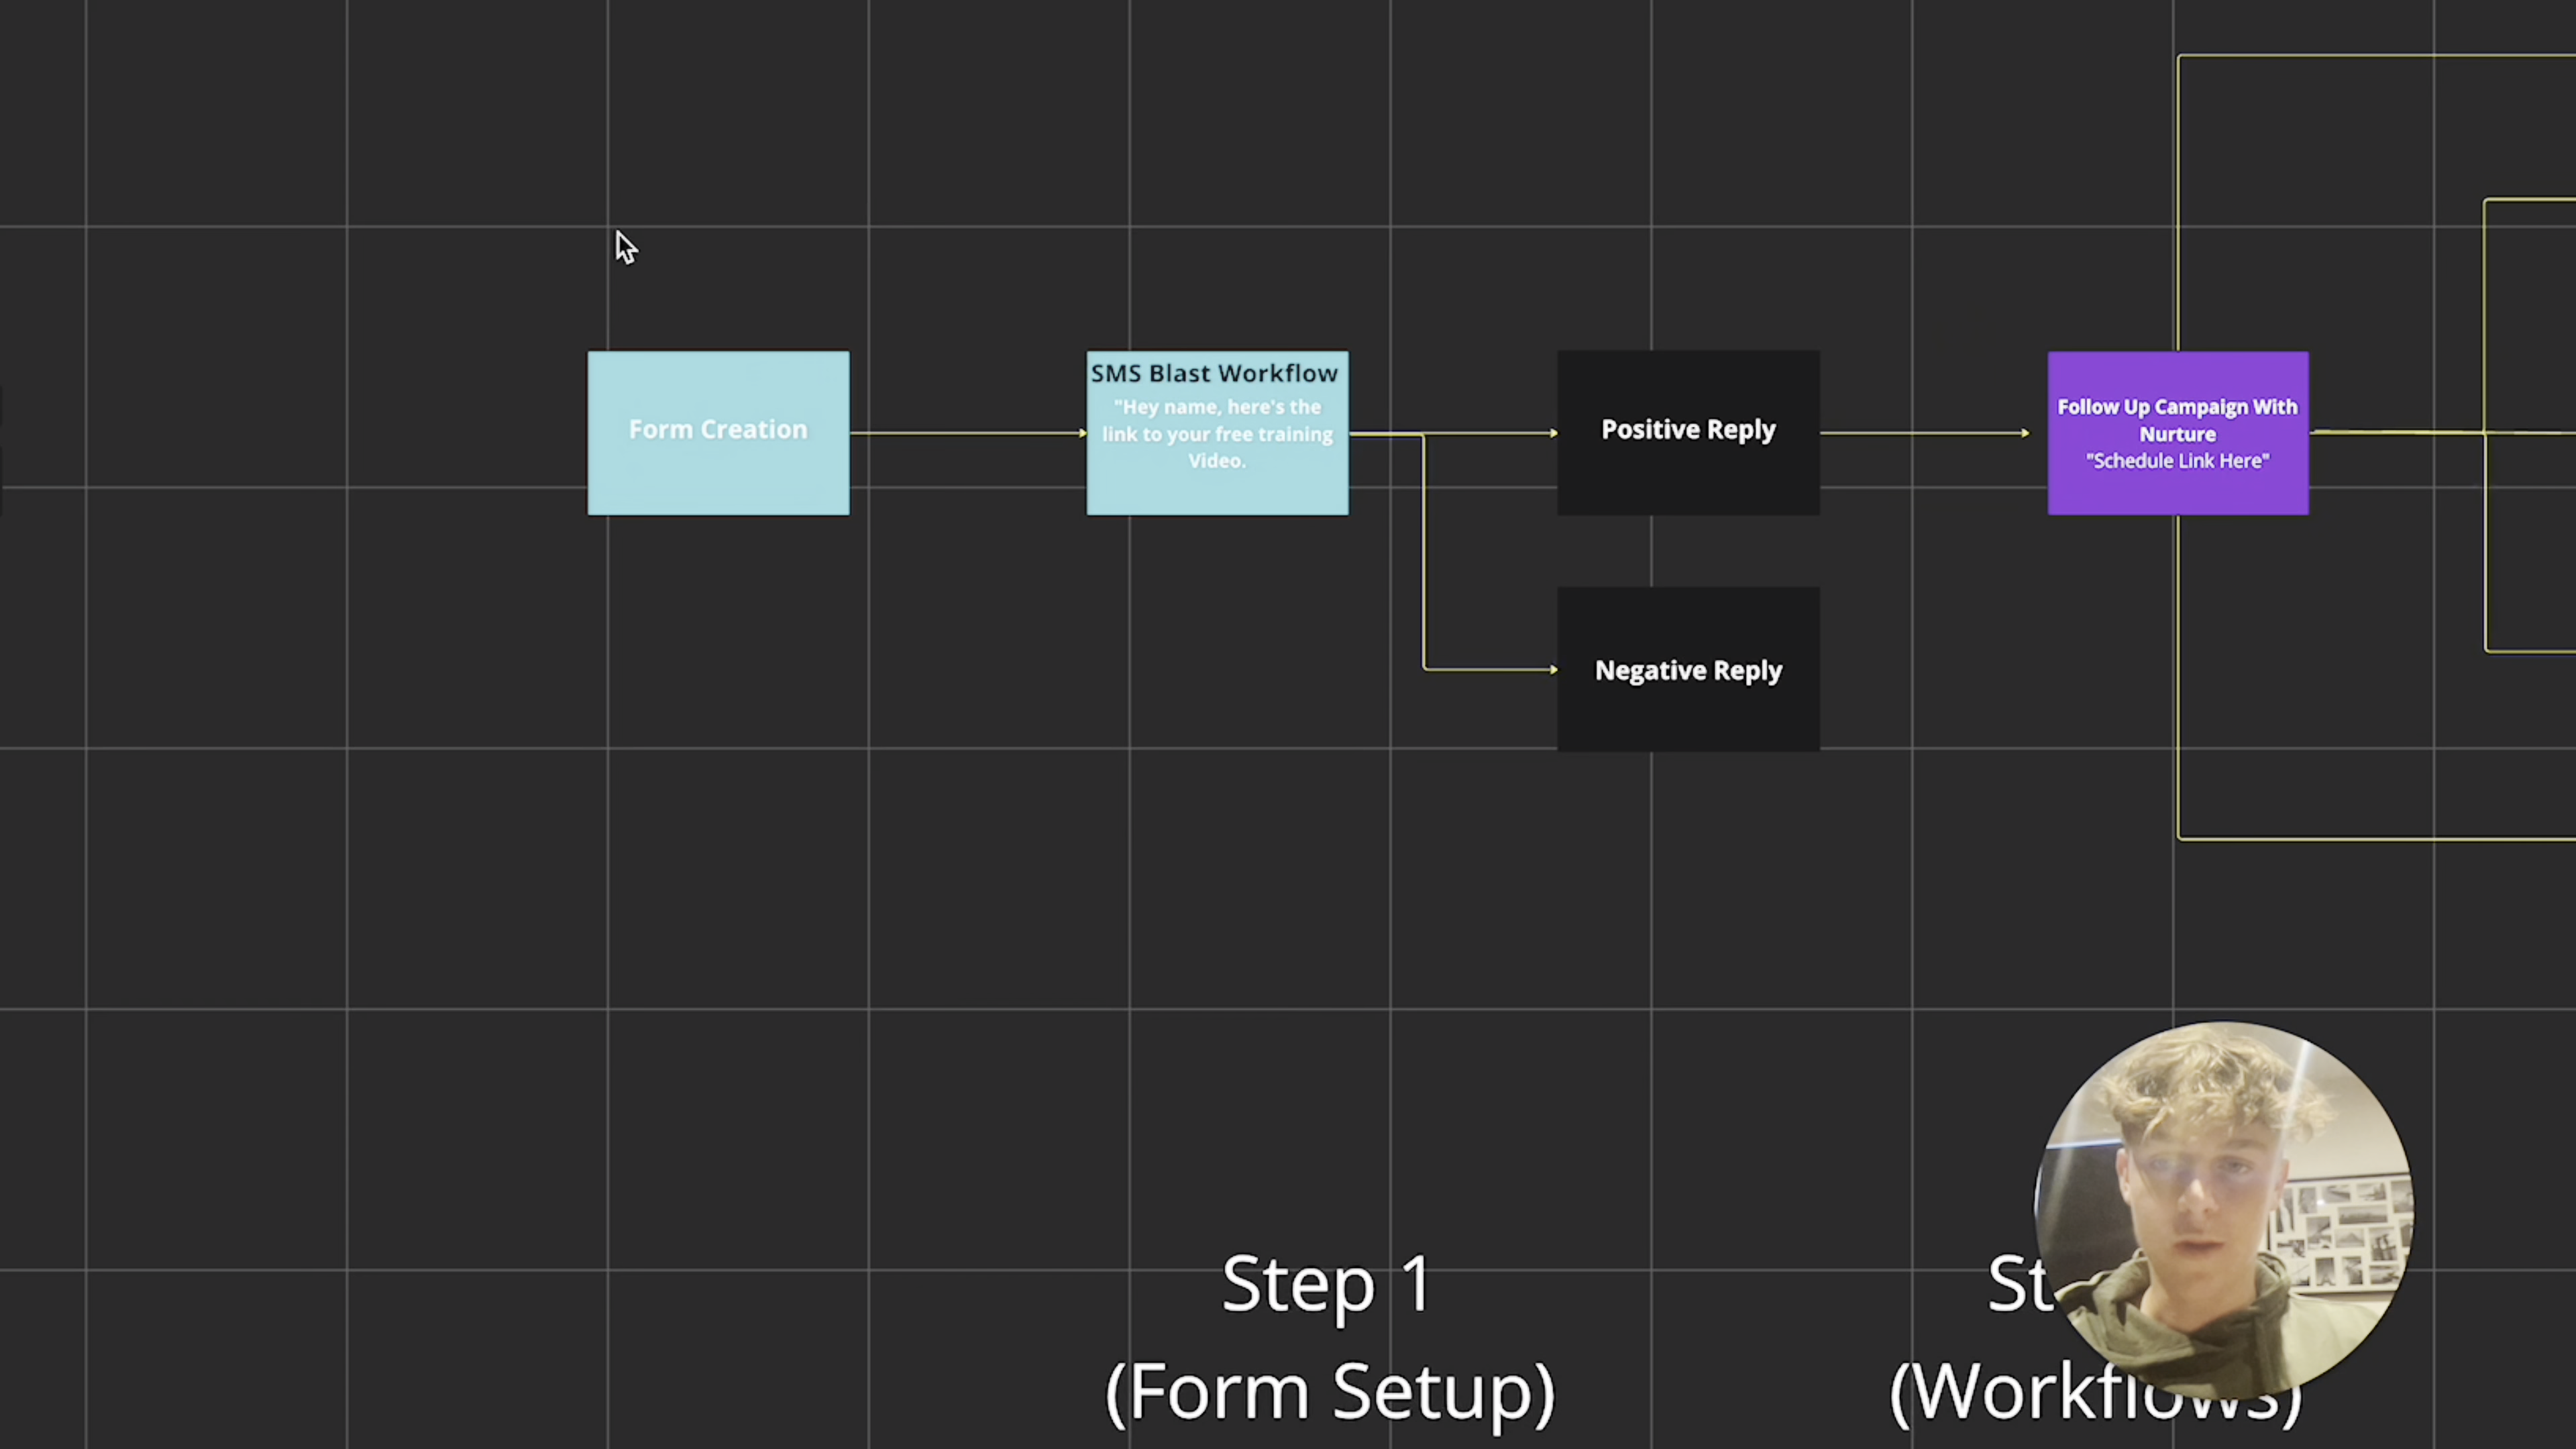 Form Creation
SMS Blast Workflow
"Hey name, here's the
link to your free training
Video.
Positive Reply
Negative Reply
Follow Up Campaign With
Nurture
"Schedule Link Here"
Step 1
(Form Setup)
(Workflows)